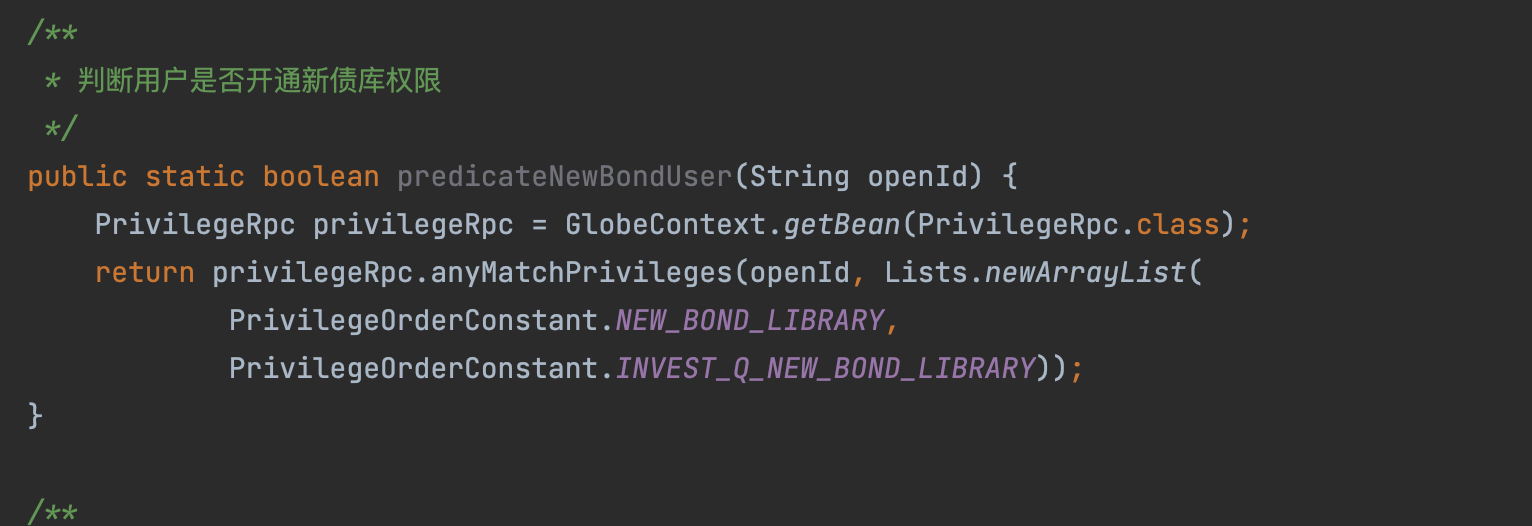 /**
 * 判断用户是否开通新债库权限
 */
public static boolean predicateNewBondUser(String openId) {
    PrivilegeRpc privilegeRpc = GlobeContext.getBean(PrivilegeRpc.class);
    return privilegeRpc.anyMatchPrivileges(openId, Lists.newArrayList(
            PrivilegeOrderConstant.NEW_BOND_LIBRARY,
            PrivilegeOrderConstant.INVEST_Q_NEW_BOND_LIBRARY));
}
/**